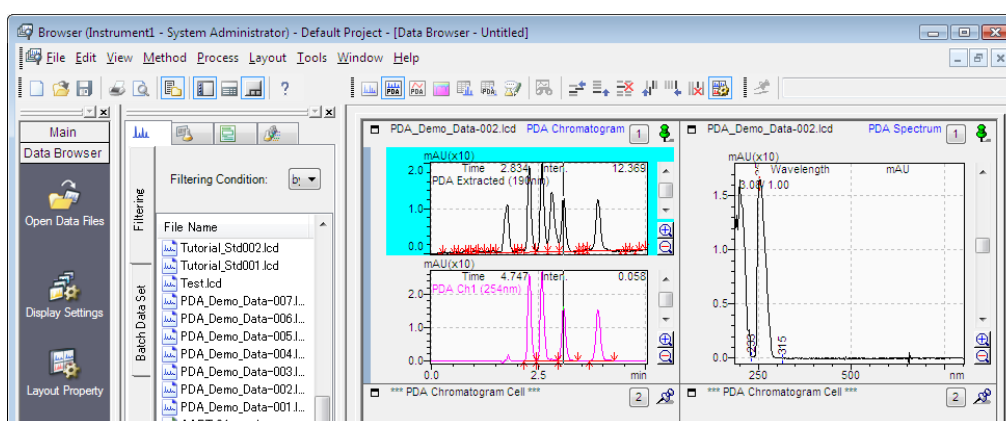 Browser (Instrument1 - System Administrator) - Default Project - [Data Browser - Untitled]
File Edit View Method Process Layout Tools Window Help
Main
Data Browser
Open Data Files
Display Settings
Layout Property
Filtering
Batch Data Set
Filtering Condition:
File Name
Tutorial_Std002.lcd
Tutorial_Std001.lcd
Test.lcd
PDA_Demo_Data-007.l...
PDA_Demo_Data-006.l...
PDA_Demo_Data-005.l...
PDA_Demo_Data-004.l...
PDA_Demo_Data-003.l...
PDA_Demo_Data-002.l...
PDA_Demo_Data-001.l...
PDA_Demo_Data-002.lcd PDA Chromatogram 1
mAU(x10)
Time 2.834 Inten. 12.369
PDA Extracted (190nm)
2.0
1.0
0.0
mAU(x10)
Time 4.747 Inten. 0.058
PDA Ch1 (254nm)
2.0
1.0
0.0
0.0 2.5 min
*** PDA Chromatogram Cell *** 2
PDA_Demo_Data-002.lcd PDA Spectrum 1
mAU(x10)
Wavelength mAU
3.08/ 1.00
1.5
1.0
0.5
0.0
233
315
250 500 nm
*** PDA Chromatogram Cell *** 2